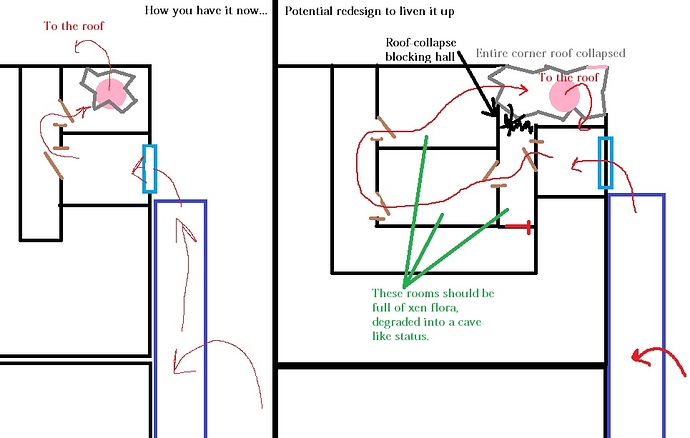 How you have it now...
Potential redesign to liven it up
To the roof
Roof-collapse
blocking hall
Entire corner roof collapsed
To the roof
These rooms should be
full of xen flora,
degraded into a cave-
like status.